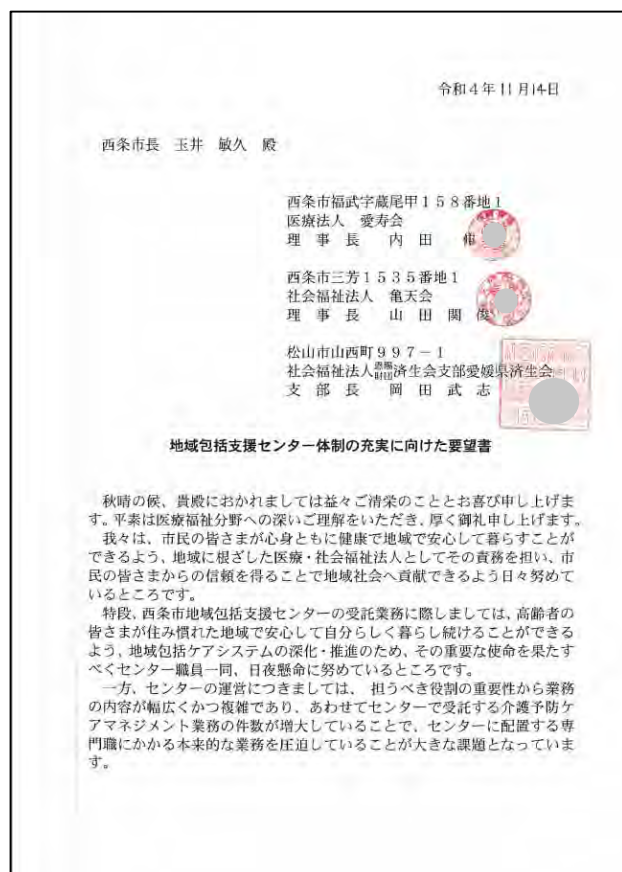 令和4年11月14日
西条市長 玉井 敏久 殿
西条市福武字蔵尾甲158番地1
医療法人 愛寿会
理事長 内田
西条市三芳1535番地1
社会福祉法人 亀天会
理事長 山田 関俊
松山市山西町997-1
社会福祉法人恩賜財団済生会支部愛媛県済生会
支部長 岡田 武志
地域包括支援センター体制の充実に向けた要望書
秋晴の候、貴殿におかれましては益々ご清栄のこととお喜び申し上げま
す。平素は医療福祉分野への深いご理解をいただき、厚く御礼申し上げます。
我々は、市民の皆さまが心身ともに健康で地域で安心して暮らすことが
できるよう、地域に根ざした医療・社会福祉法人としてその責務を担い、市
民の皆さまからの信頼を得ることで地域社会へ貢献できるよう日々努めて
いるところです。
特段、西条市地域包括支援センターの受託業務に際しましては、高齢者の
皆さまが住み慣れた地域で安心して自分らしく暮らし続けることができる
よう、地域包括ケアシステムの深化・推進のため、その重要な使命を果たす
べくセンター職員一同、日夜懸命に努めているところです。
一方、センターの運営につきましては、担うべき役割の重要性から業務
の内容が幅広くかつ複雑であり、あわせてセンターで受託する介護予防ケ
アマネジメント業務の件数が増大していることで、センターに配置する専
門職にかかる本来的な業務を圧迫していることが大きな課題となっていま
す。